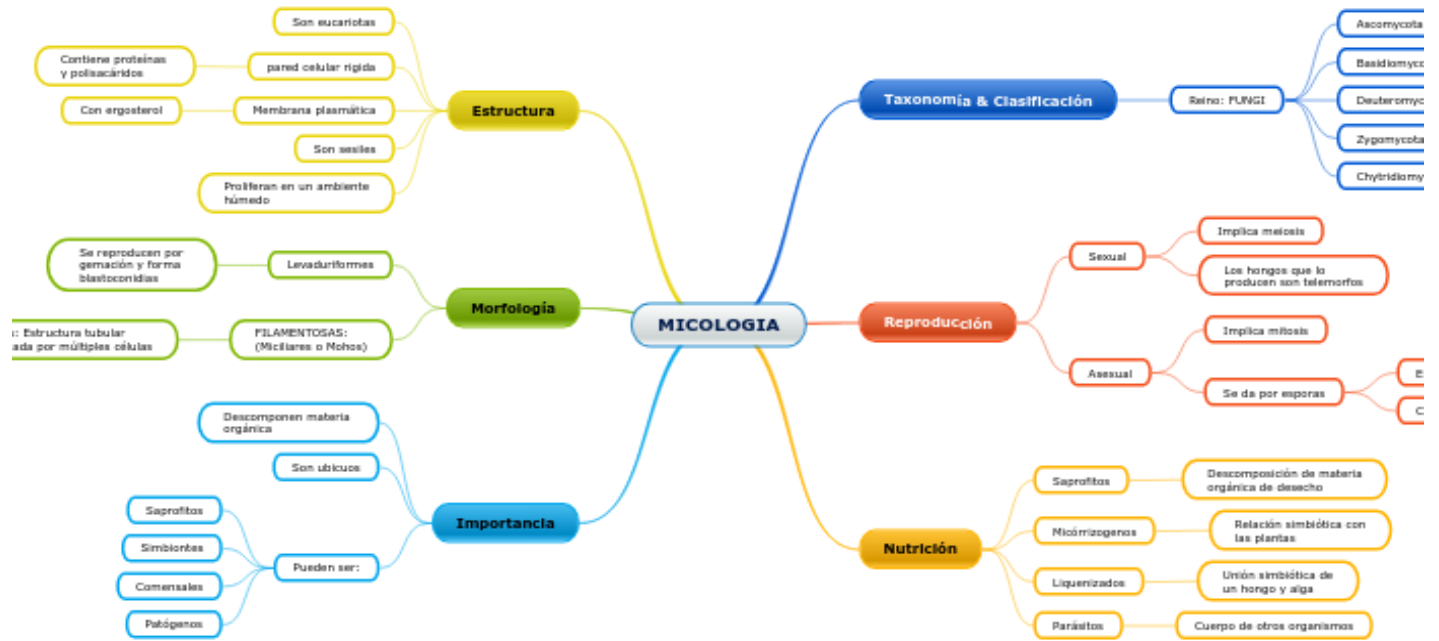 MICOLOGIA
Estructura
Son eucariotas
pared celular rigida
Contiene proteínas
y polisacáridos
Membrana plasmática
Con ergosterol
Son sesiles
Proliferan en un ambiente
húmedo
Morfología
Levaduriformes
Se reproducen por
gemación y forma
blastoconidias
FILAMENTOSAS:
(Miciliares o Mohos)
Estructura tubular
por múltiples células
Importancia
Descomponen materia
orgánica
Son ubicuos
Pueden ser:
Saprofitos
Simbiontes
Comensales
Patógenos
Taxonomía & Clasificación
Reino: FUNGI
Ascomycota
Basidiomyco
Deuteromyc
Zygomycota
Chytridiomy
Reproducción
Sexual
Implica meiosis
Los hongos que lo
producen son telemorfos
Asexual
Implica mitosis
Se da por esporas
Nutrición
Saprofitos
Descomposición de materia
orgánica de desecho
Micórrizogenos
Relación simbiótica con
las plantas
Liquenizados
Unión simbiótica de
un hongo y alga
Parásitos
Cuerpo de otros organismos